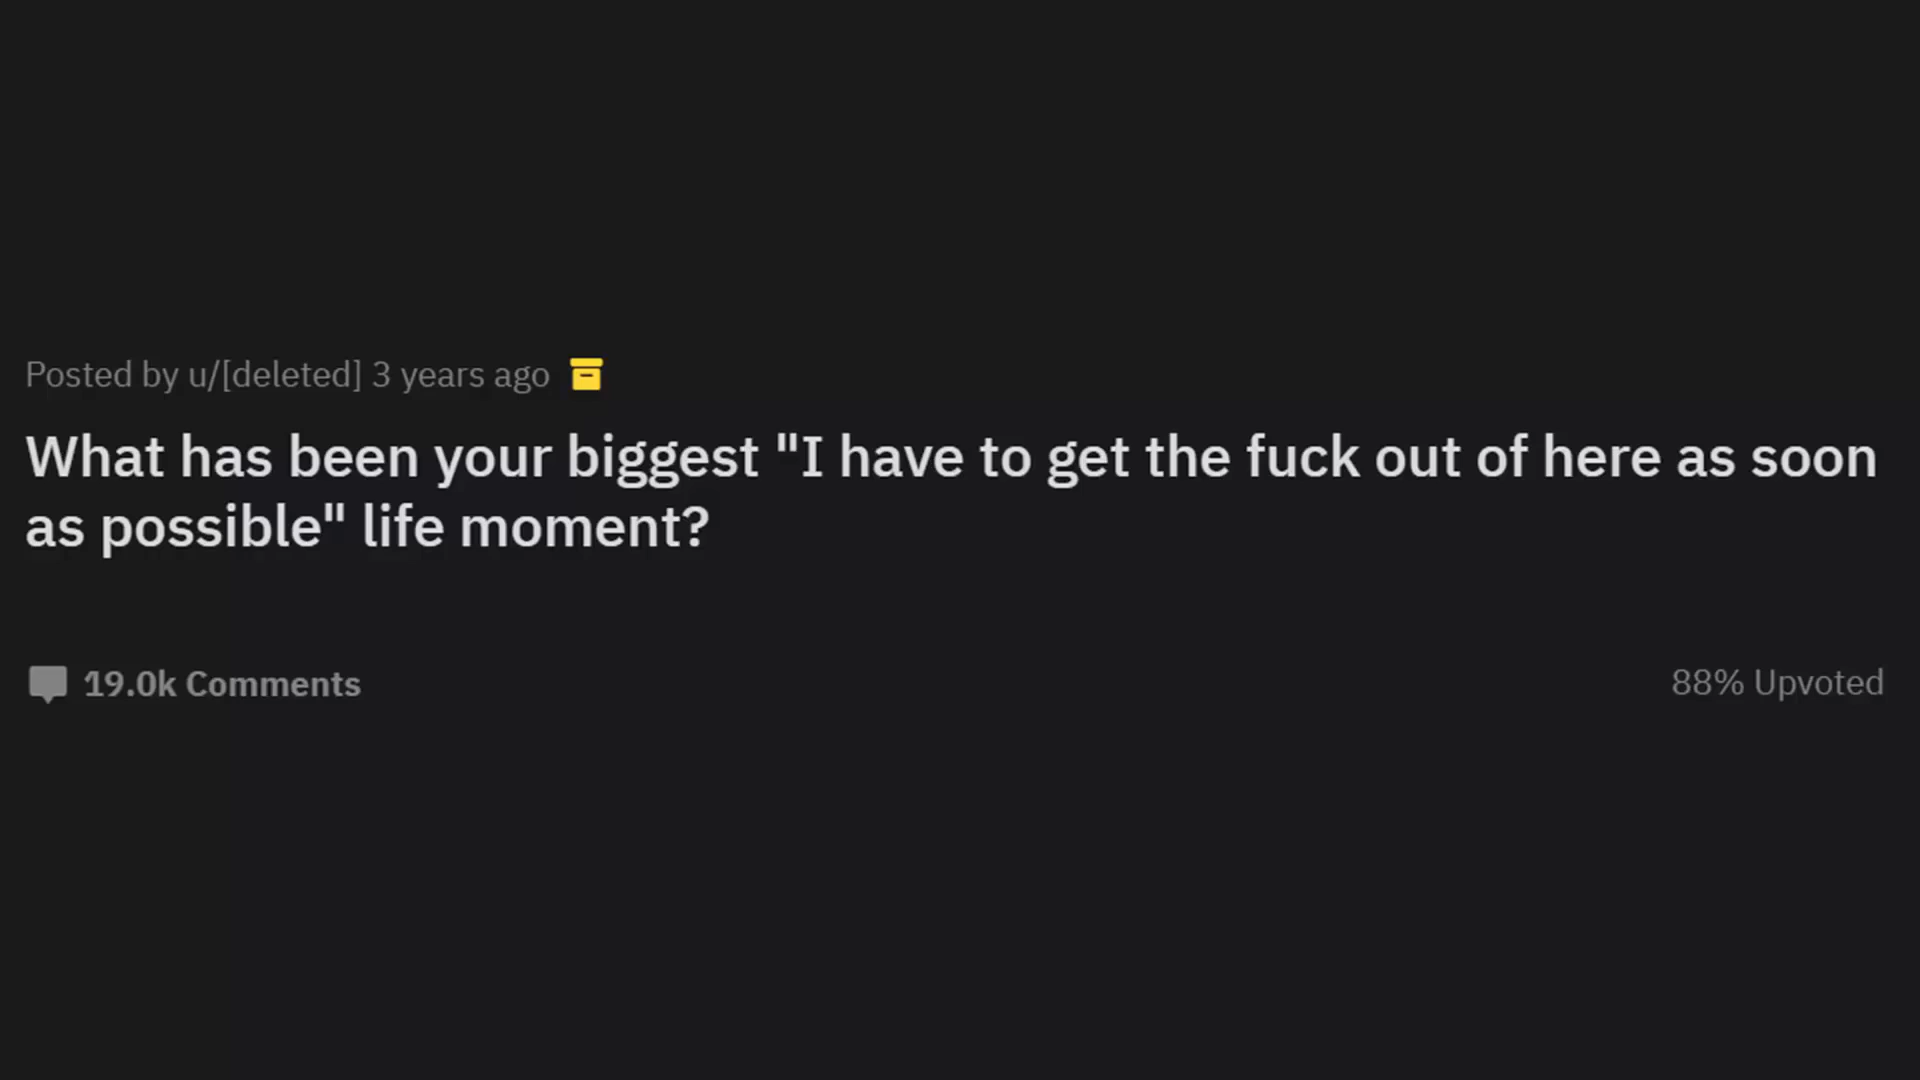 Posted by u/[deleted] 3 years ago
What has been your biggest "I have to get the fuck out of here as soon
as possible" life moment?
19.0k Comments
88% Upvoted